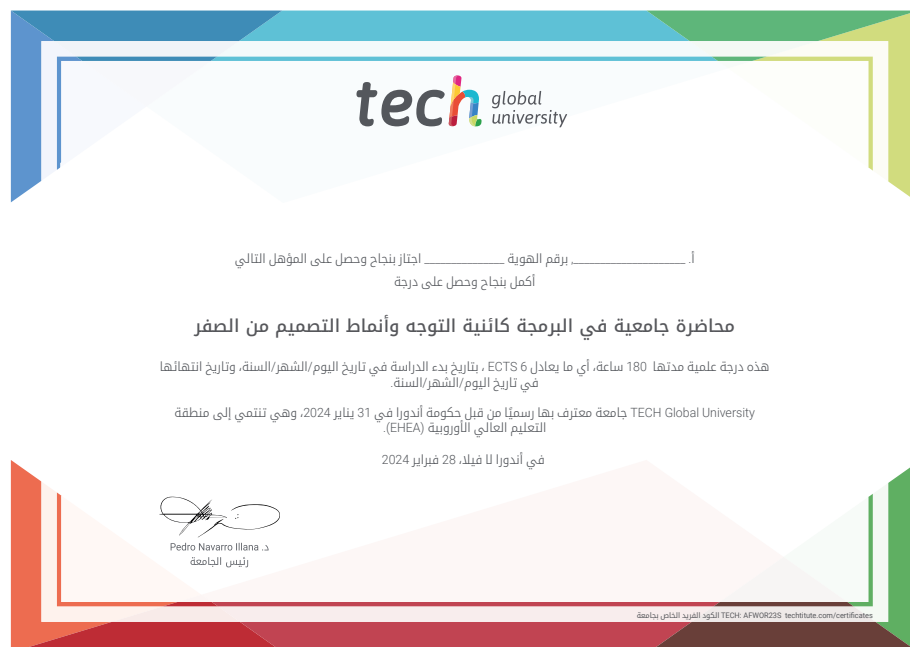 tech global university
أ. ______________________, برقم الهوية ________________ اجتاز بنجاح وحصل على المؤهل التالي
أكمل بنجاح وحصل على درجة
محاضرة جامعية في البرمجة كائنية التوجه وأنماط التصميم من الصفر
هذه درجة علمية مدتها 180 ساعة، أي ما يعادل 6 ECTS ، بتاريخ بدء الدراسة في تاريخ اليوم/الشهر/السنة، وتاريخ انتهائها
في تاريخ اليوم/الشهر/السنة.
TECH Global University جامعة معترف بها رسميًا من قبل حكومة أندورا في 31 يناير 2024، وهي تنتمي إلى منطقة
التعليم العالي الأوروبية (EHEA).
في أندورا لا فيلا، 28 فبراير 2024
د. Pedro Navarro Illana
رئيس الجامعة
الكود الفريد الخاص بجامعة TECH: AFWOR23S techtitute.com/certificates